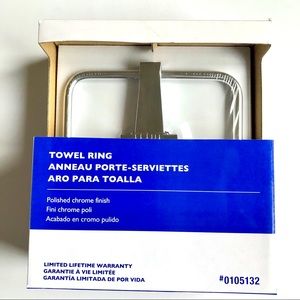 TOWEL RING
ANNEAU PORTE-SERVIETTES
ARO PARA TOALLA
Polished chrome finish
Fini chrome poli
Acabado en cromo pulido
LIMITED LIFETIME WARRANTY
GARANTIE À VIE LIMITÉE
GARANTÍA LIMITADA DE POR VIDA
#0105132